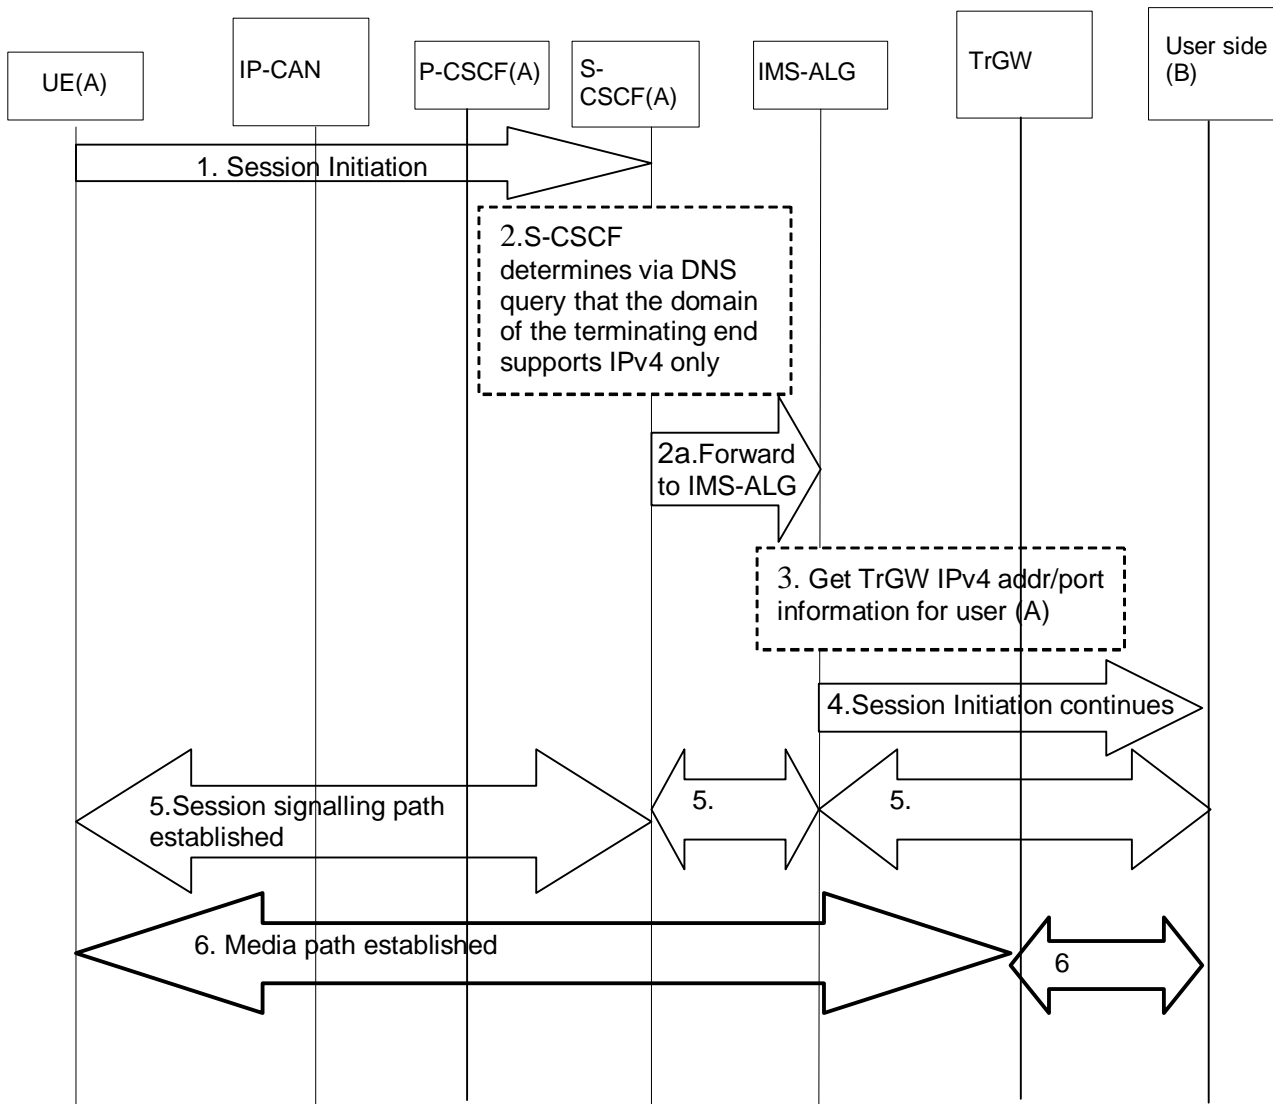 UE(A)
IP-CAN
P-CSCF(A)
S-
CSCF(A)
IMS-ALG
TrGW
User side
(B)
1. Session Initiation
2.S-CSCF
determines via DNS
query that the domain
of the terminating end
supports IPv4 only
2a.Forward
to IMS-ALG
3. Get TrGW IPv4 addr/port
information for user (A)
4.Session Initiation continues
5.Session signalling path
established
5.
5.
6. Media path established
6